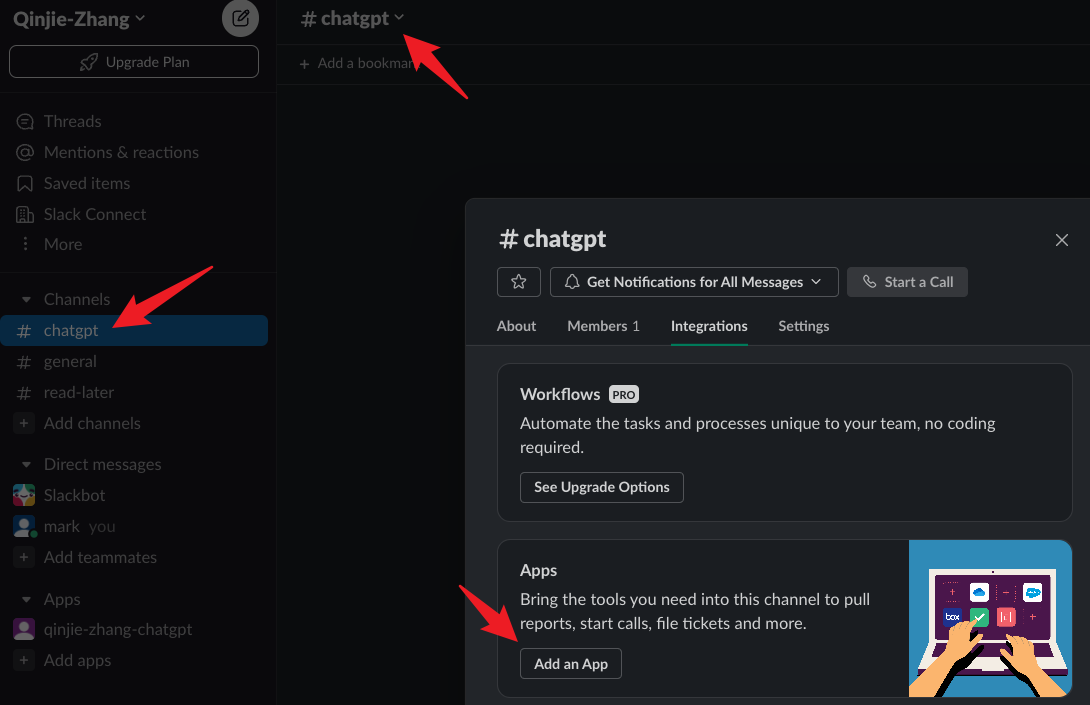 Qinjie-Zhang
Upgrade Plan
Threads
Mentions & reactions
Saved items
Slack Connect
More
Channels
# chatgpt
# general
# read-later
+ Add channels
Direct messages
Slackbot
mark you
+ Add teammates
Apps
qinjie-zhang-chatgpt
+ Add apps
# chatgpt
+ Add a bookmar
# chatgpt
Get Notifications for All Messages
Start a Call
About
Members 1
Integrations
Settings
Workflows PRO
Automate the tasks and processes unique to your team, no coding
required.
See Upgrade Options
Apps
Bring the tools you need into this channel to pull
reports, start calls, file tickets and more.
Add an App
box